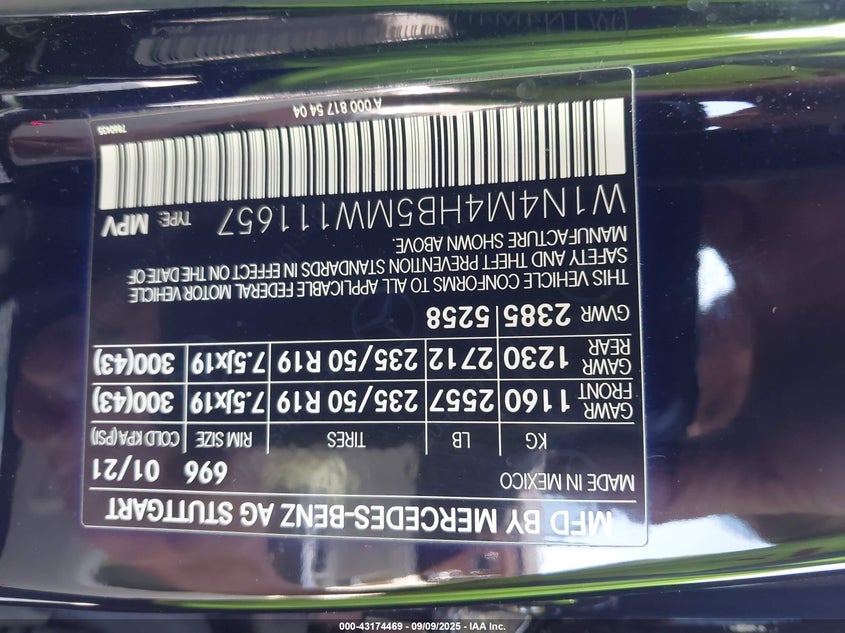 MFD BY MERCEDES-BENZ AG STUTTGART
MADE IN MEXICO 696 01/21
KG LB TIRES RIM SIZE COLD KPA(PSI)
GAWR FRONT 1160 2557 235/50 R19 7.5Jx19 300(43)
GAWR REAR 1230 2712 235/50 R19 7.5Jx19 300(43)
GVWR 2385 5258
THIS VEHICLE CONFORMS TO ALL APPLICABLE FEDERAL MOTOR VEHICLE
SAFETY AND THEFT PREVENTION STANDARDS IN EFFECT ON THE DATE OF
MANUFACTURE SHOWN ABOVE.
W1N4M4HB5MW111657 TYPE: MPV
A 000 817 54 04 7860435
000-43174469 - 09/09/2025 - IAA Inc.